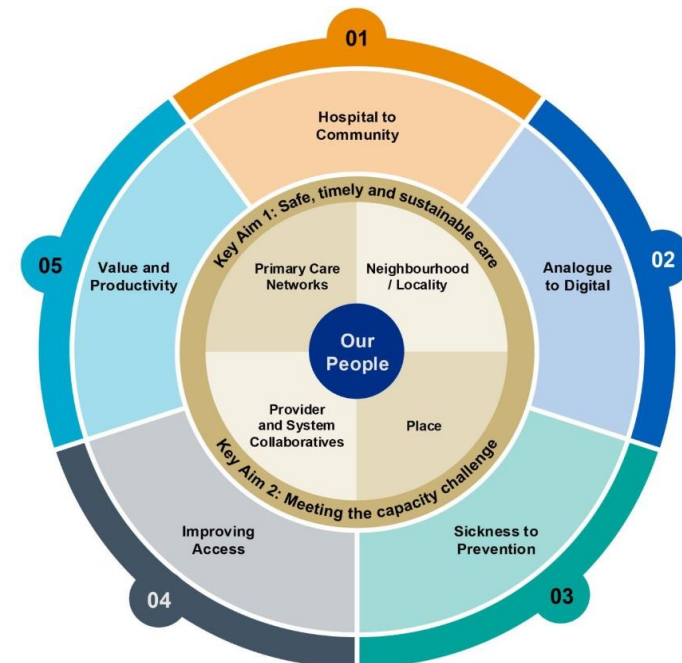 01
Hospital to
Community
02
Analogue
to Digital
03
Sickness to
Prevention
04
Improving
Access
05
Value and
Productivity
Key Aim 1: Safe, timely and sustainable care
Primary Care
Networks
Neighbourhood
/ Locality
Our
People
Provider
and System
Collaboratives
Place
Key Aim 2: Meeting the capacity challenge